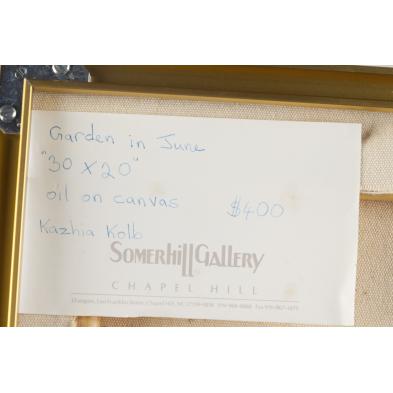 Garden in June
"30 x 20"
oil on canvas $400
Kazhia Kolb
SOMERHILL GALLERY
CHAPEL HILL